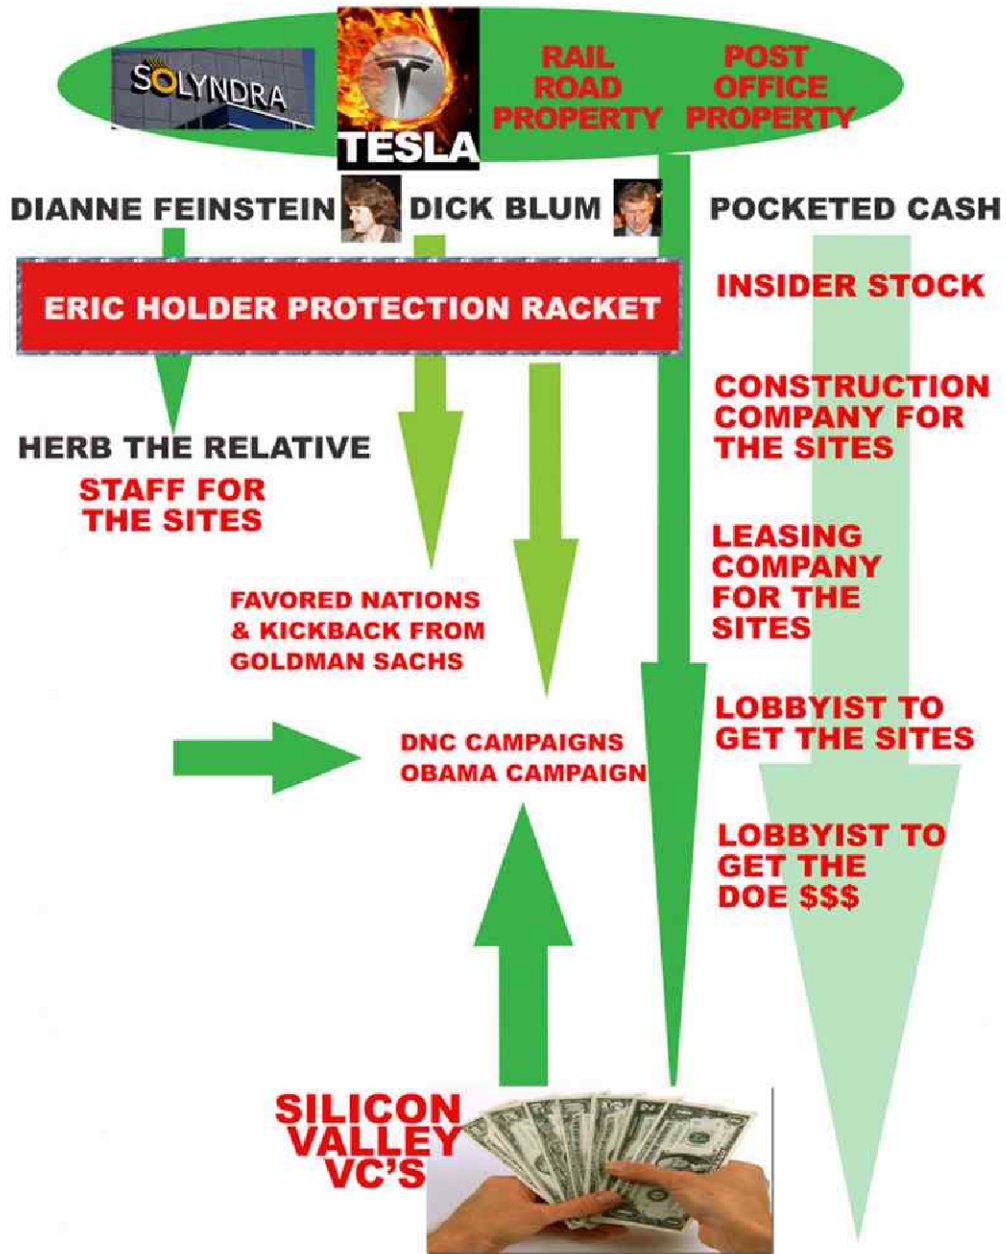 SOLYNDRA
TESLA
RAIL
ROAD
PROPERTY
POST
OFFICE
PROPERTY
DIANNE FEINSTEIN
DICK BLUM
POCKETED CASH
ERIC HOLDER PROTECTION RACKET
INSIDER STOCK
CONSTRUCTION
COMPANY FOR
THE SITES
HERB THE RELATIVE
STAFF FOR
THE SITES
LEASING
COMPANY
FOR THE
SITES
FAVORED NATIONS
& KICKBACK FROM
GOLDMAN SACHS
LOBBYIST TO
GET THE SITES
DNC CAMPAIGNS
OBAMA CAMPAIGN
LOBBYIST TO
GET THE
DOE $$$
SILICON
VALLEY
VC'S